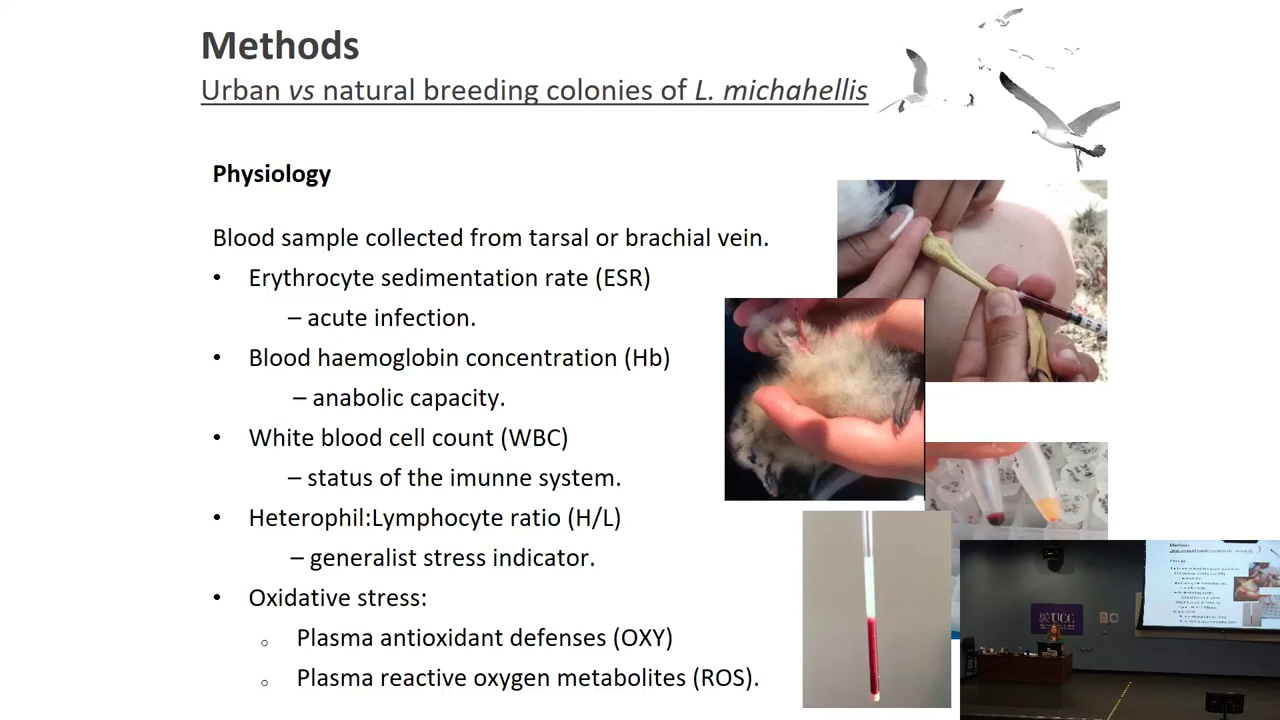 Methods
Urban vs natural breeding colonies of L. michahellis
Physiology
Blood sample collected from tarsal or brachial vein.
• Erythrocyte sedimentation rate (ESR)
– acute infection.
• Blood haemoglobin concentration (Hb)
– anabolic capacity.
• White blood cell count (WBC)
– status of the imunne system.
• Heterophil:Lymphocyte ratio (H/L)
– generalist stress indicator.
• Oxidative stress:
o Plasma antioxidant defenses (OXY)
o Plasma reactive oxygen metabolites (ROS).
UCC